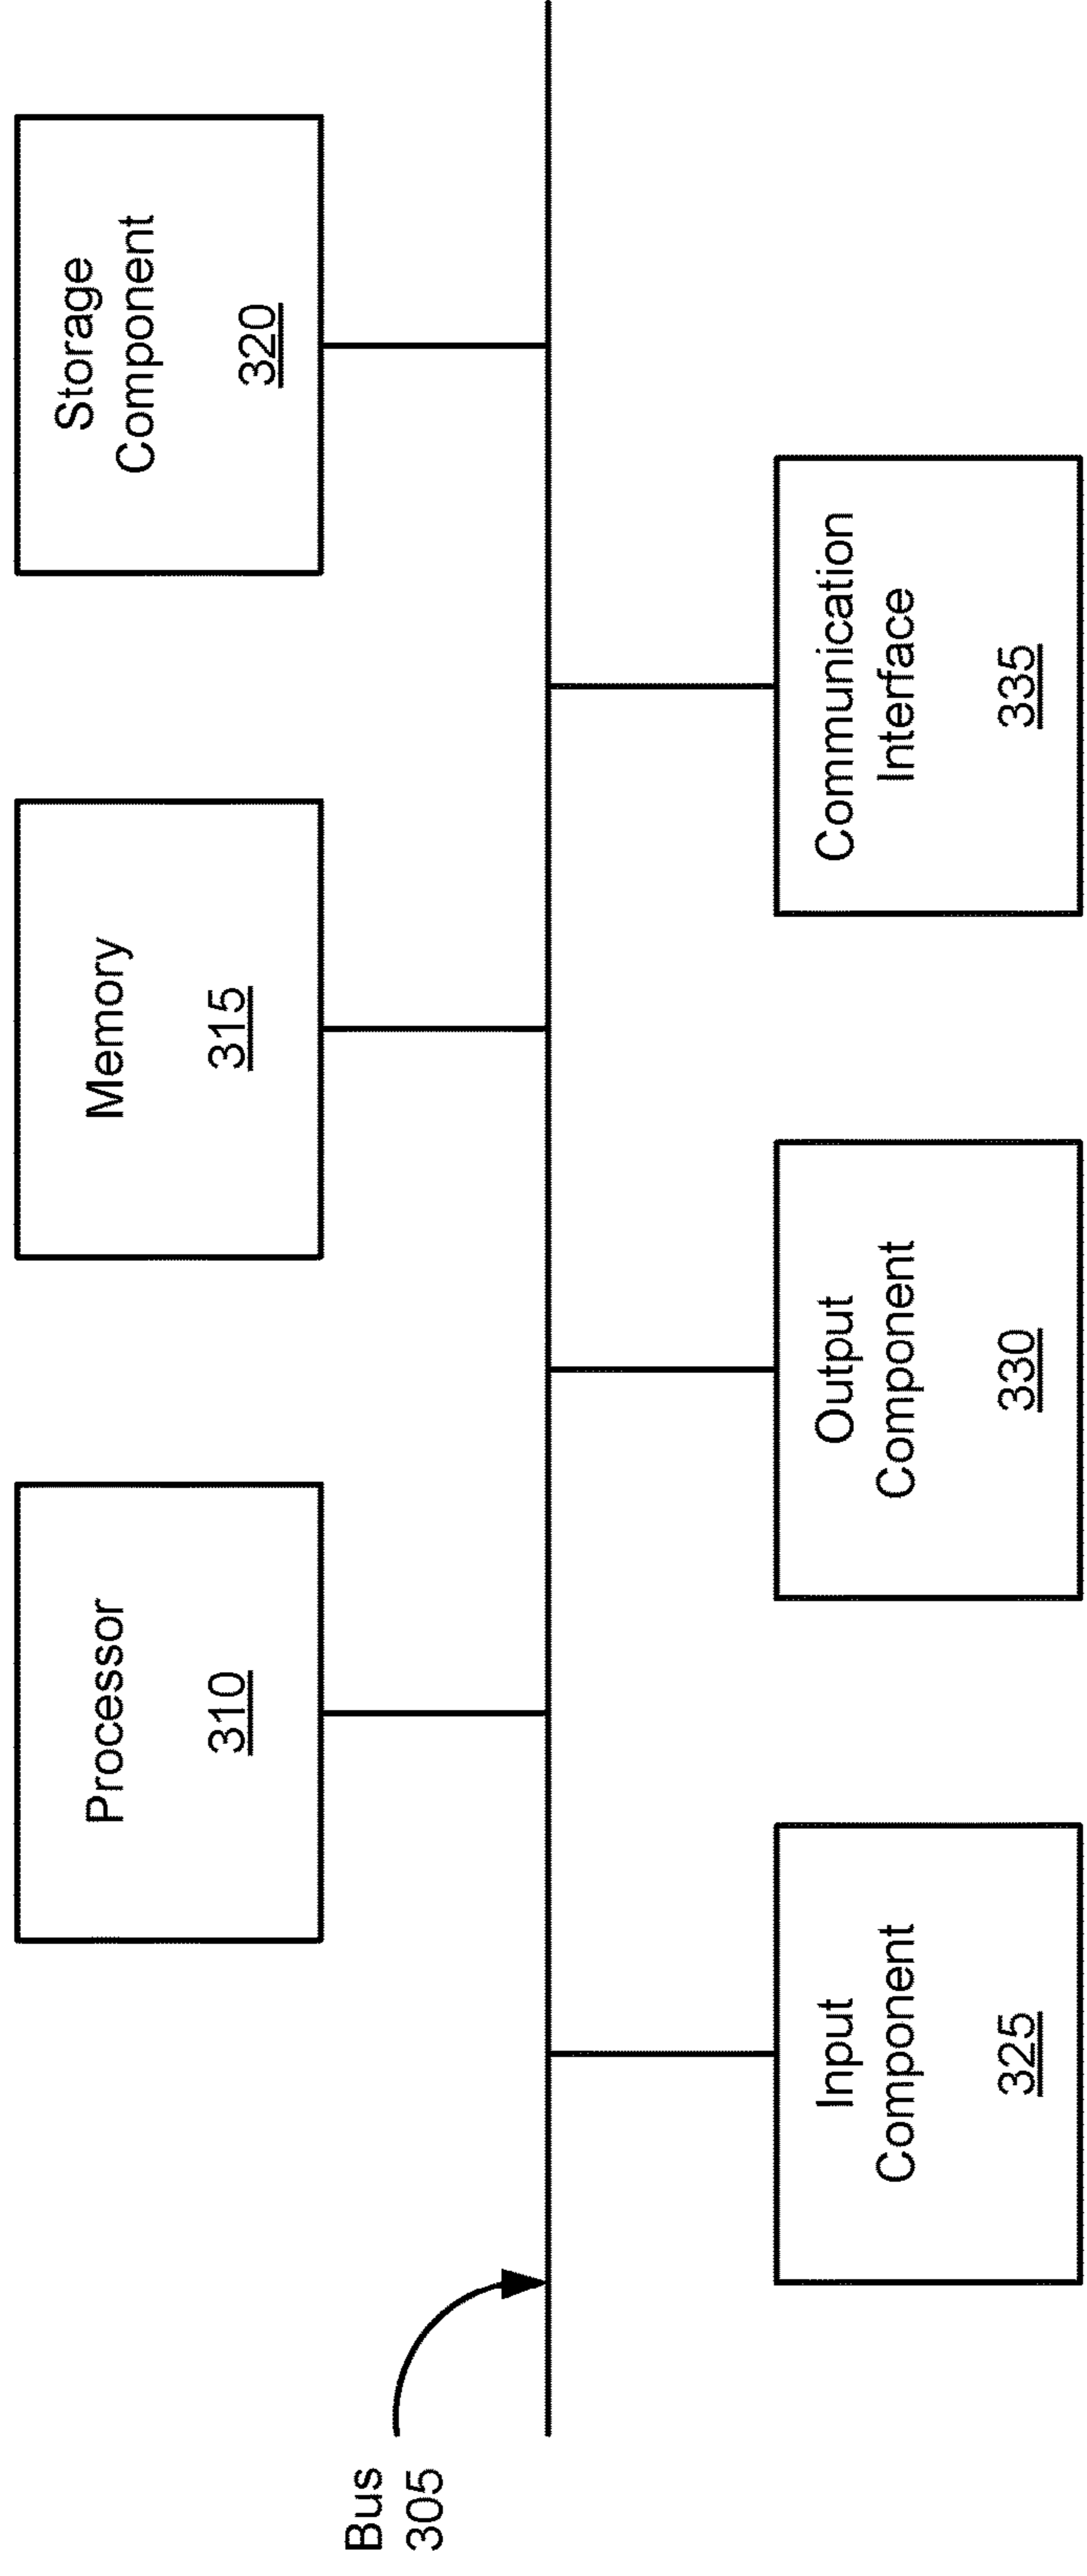 Processor
310
Memory
315
Storage
Component
320
Bus
305
Input
Component
325
Output
Component
330
Communication
Interface
335